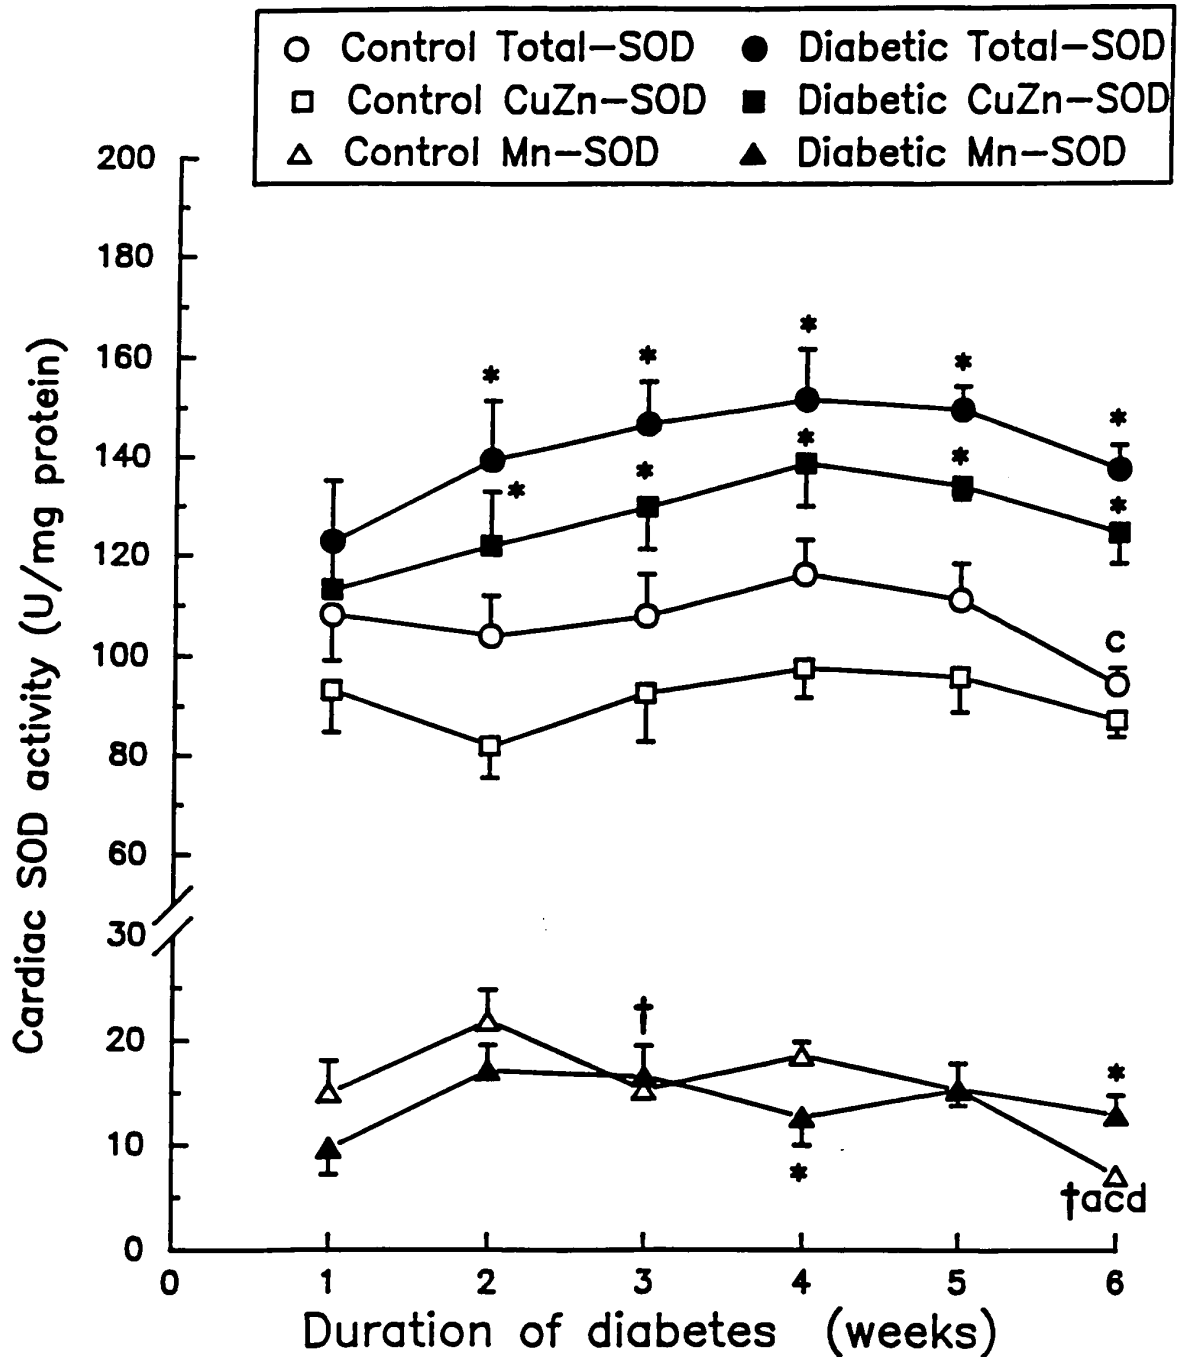 Control Total-SOD Diabetic Total-SOD
Control CuZn-SOD Diabetic CuZn-SOD
Control Mn-SOD Diabetic Mn-SOD
200
180
160
140
120
100
80
60
30
20
10
0
Cardiac SOD activity (U/mg protein)
* * * * *
* * * * *
c
†
*
*
†acd
0 1 2 3 4 5 6
Duration of diabetes (weeks)